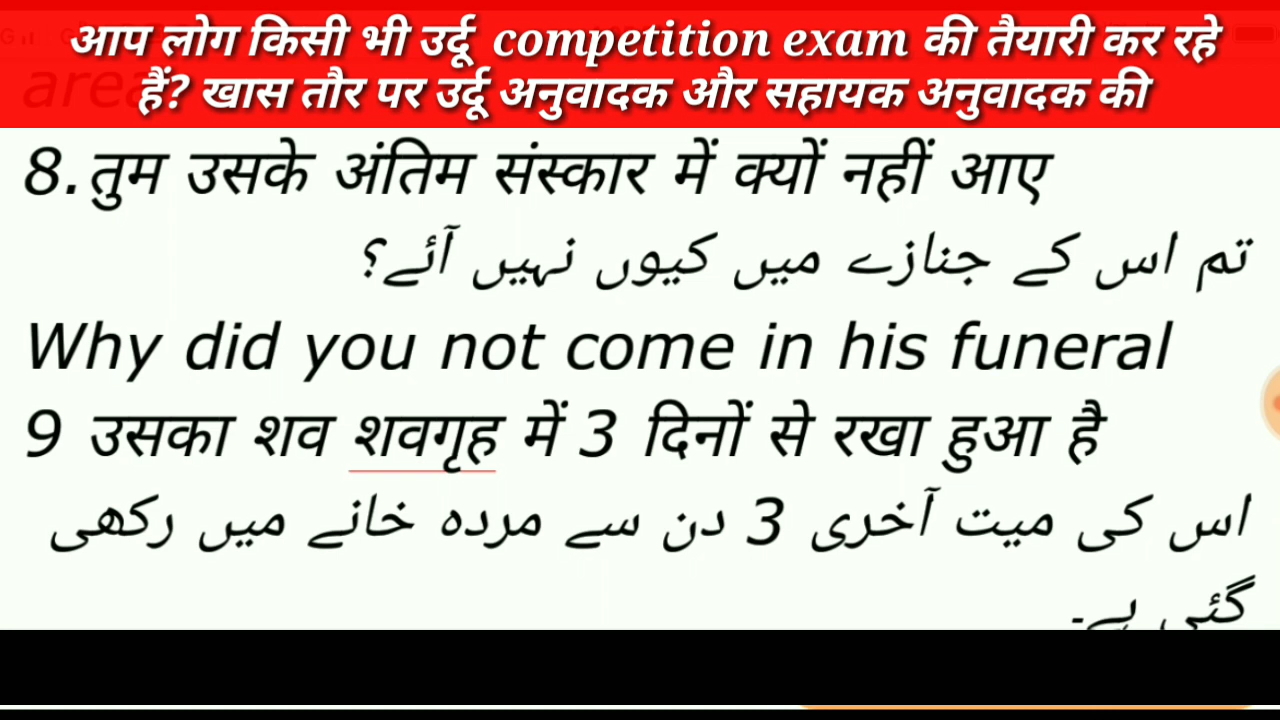 आप लोग किसी भी उर्दू competition exam की तैयारी कर रहे
हैं? खास तौर पर उर्दू अनुवादक और सहायक अनुवादक की
area
8.तुम उसके अंतिम संस्कार में क्यों नहीं आए
تم اس کے جنازے میں کیوں نہیں آئے؟
Why did you not come in his funeral
9 उसका शव शवगृह में 3 दिनों से रखा हुआ है
اس کی میت آخری 3 دن سے مردہ خانے میں رکھی
گئی ہے۔